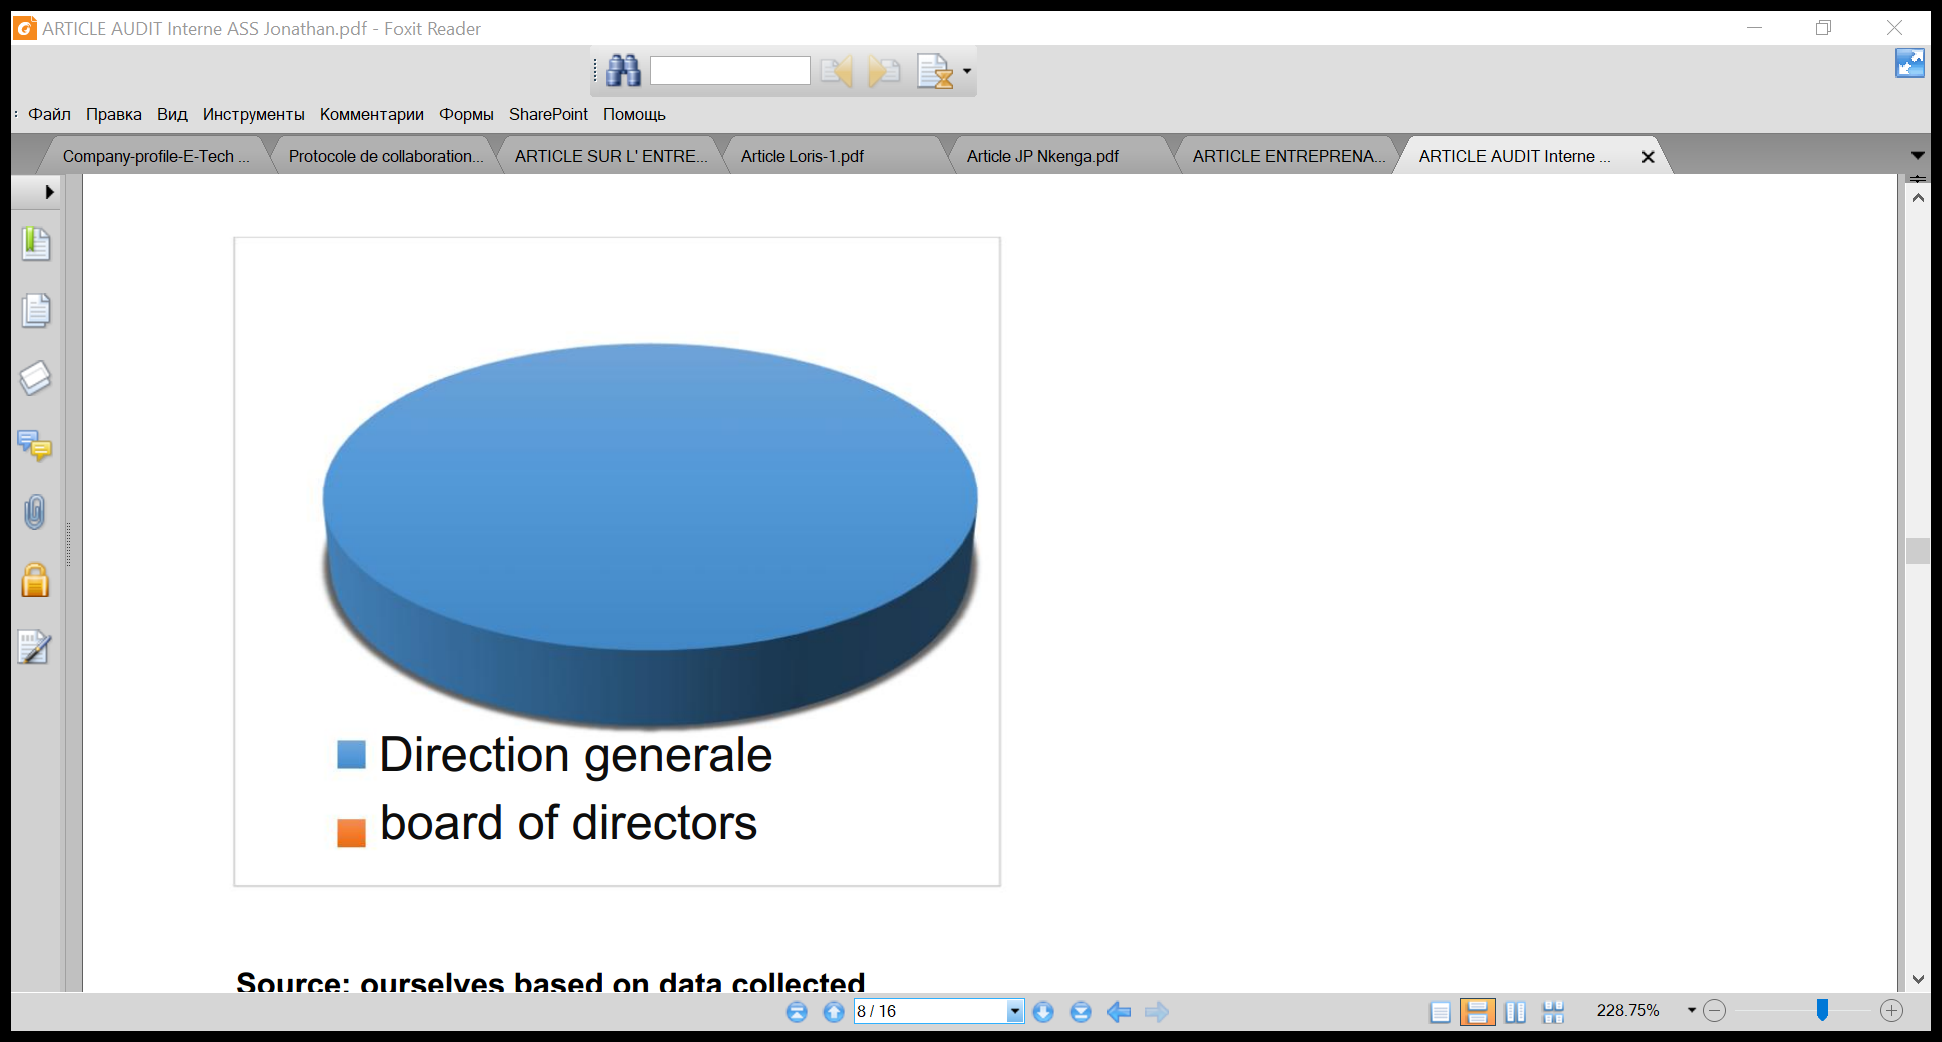 ARTICLE AUDIT Interne ASS Jonathan.pdf - Foxit Reader
Файл Правка Вид Инструменты Комментарии Формы SharePoint Помощь
Company-profile-E-Tech ... Protocole de collaboration... ARTICLE SUR L' ENTRE... Article Loris-1.pdf Article JP Nkenga.pdf ARTICLE ENTREPRENA... ARTICLE AUDIT Interne ...
Direction generale
board of directors
Source: ourselves based on data collected
8 / 16 228.75%